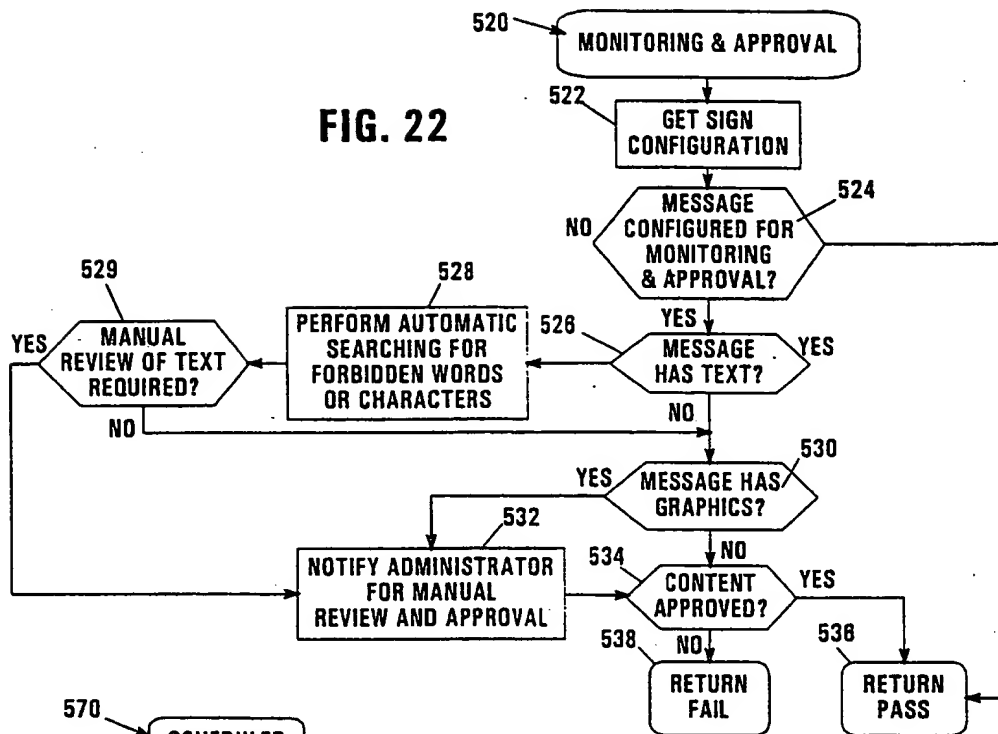 520
MONITORING & APPROVAL
FIG. 22
522
GET SIGN
CONFIGURATION
524
MESSAGE
CONFIGURED FOR
MONITORING
& APPROVAL?
NO
YES
529
MANUAL
REVIEW OF TEXT
REQUIRED?
YES
NO
528
PERFORM AUTOMATIC
SEARCHING FOR
FORBIDDEN WORDS
OR CHARACTERS
526
MESSAGE
HAS TEXT?
YES
NO
530
MESSAGE HAS
GRAPHICS?
YES
NO
532
NOTIFY ADMINISTRATOR
FOR MANUAL
REVIEW AND APPROVAL
534
CONTENT
APPROVED?
YES
NO
538
RETURN
FAIL
536
RETURN
PASS
570